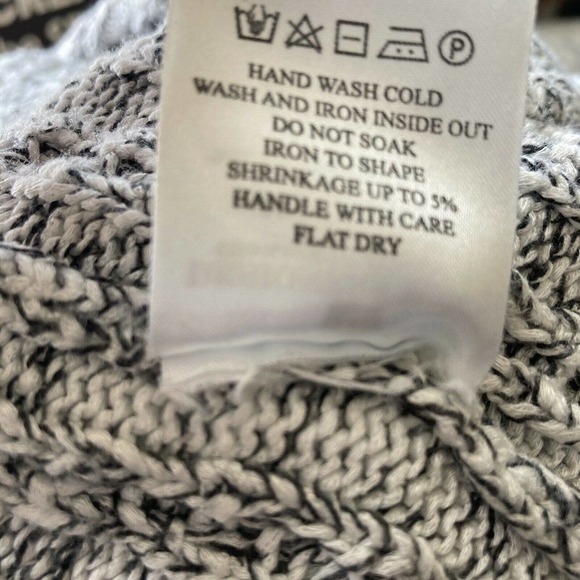 P
HAND WASH COLD
WASH AND IRON INSIDE OUT
DO NOT SOAK
IRON TO SHAPE
SHRINKAGE UP TO 5%
HANDLE WITH CARE
FLAT DRY